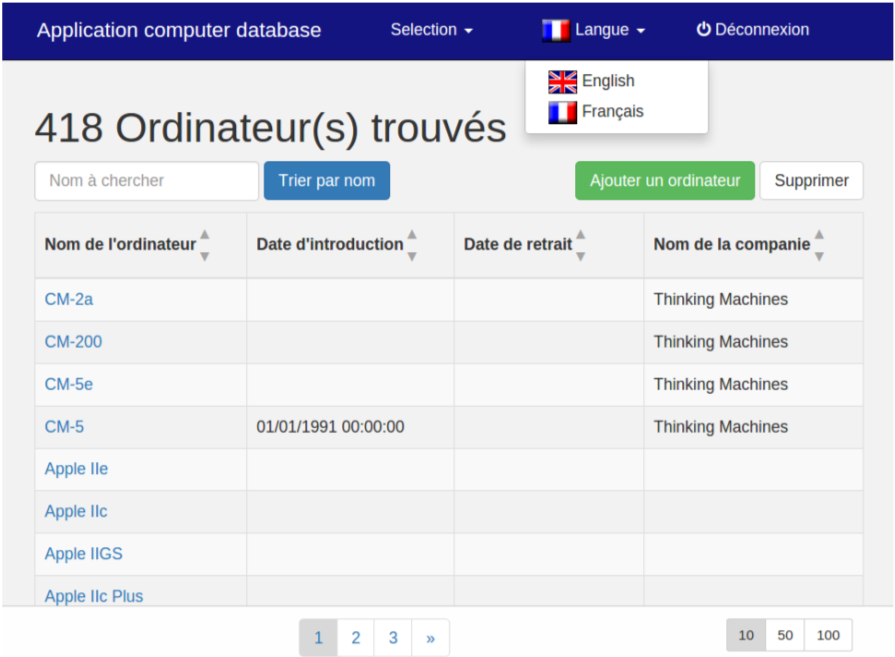 Application computer database Selection Langue Déconnexion
English
Français
418 Ordinateur(s) trouvés
Nom à chercher Trier par nom Ajouter un ordinateur Supprimer
Nom de l'ordinateur Date d'introduction Date de retrait Nom de la companie
CM-2a Thinking Machines
CM-200 Thinking Machines
CM-5e Thinking Machines
CM-5 01/01/1991 00:00:00 Thinking Machines
Apple IIe
Apple IIc
Apple IIGS
Apple IIc Plus
1 2 3 » 10 50 100